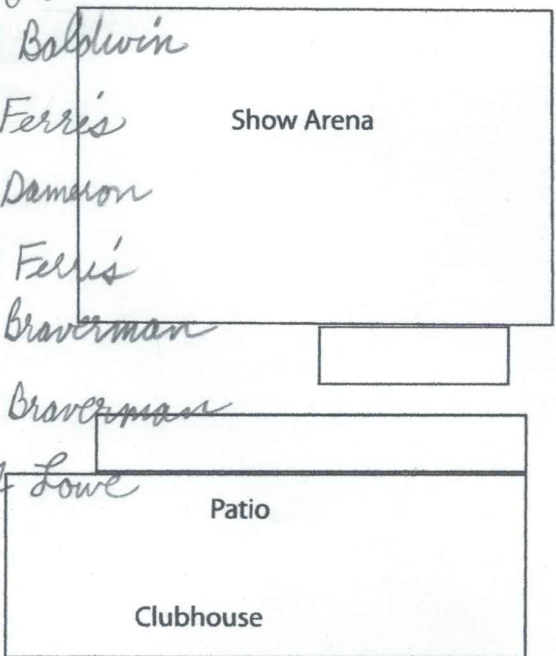 Baldwin
Ferris
Show Arena
Dameron
Ferris
Braverman
Braverman
Lowe
Patio
Clubhouse